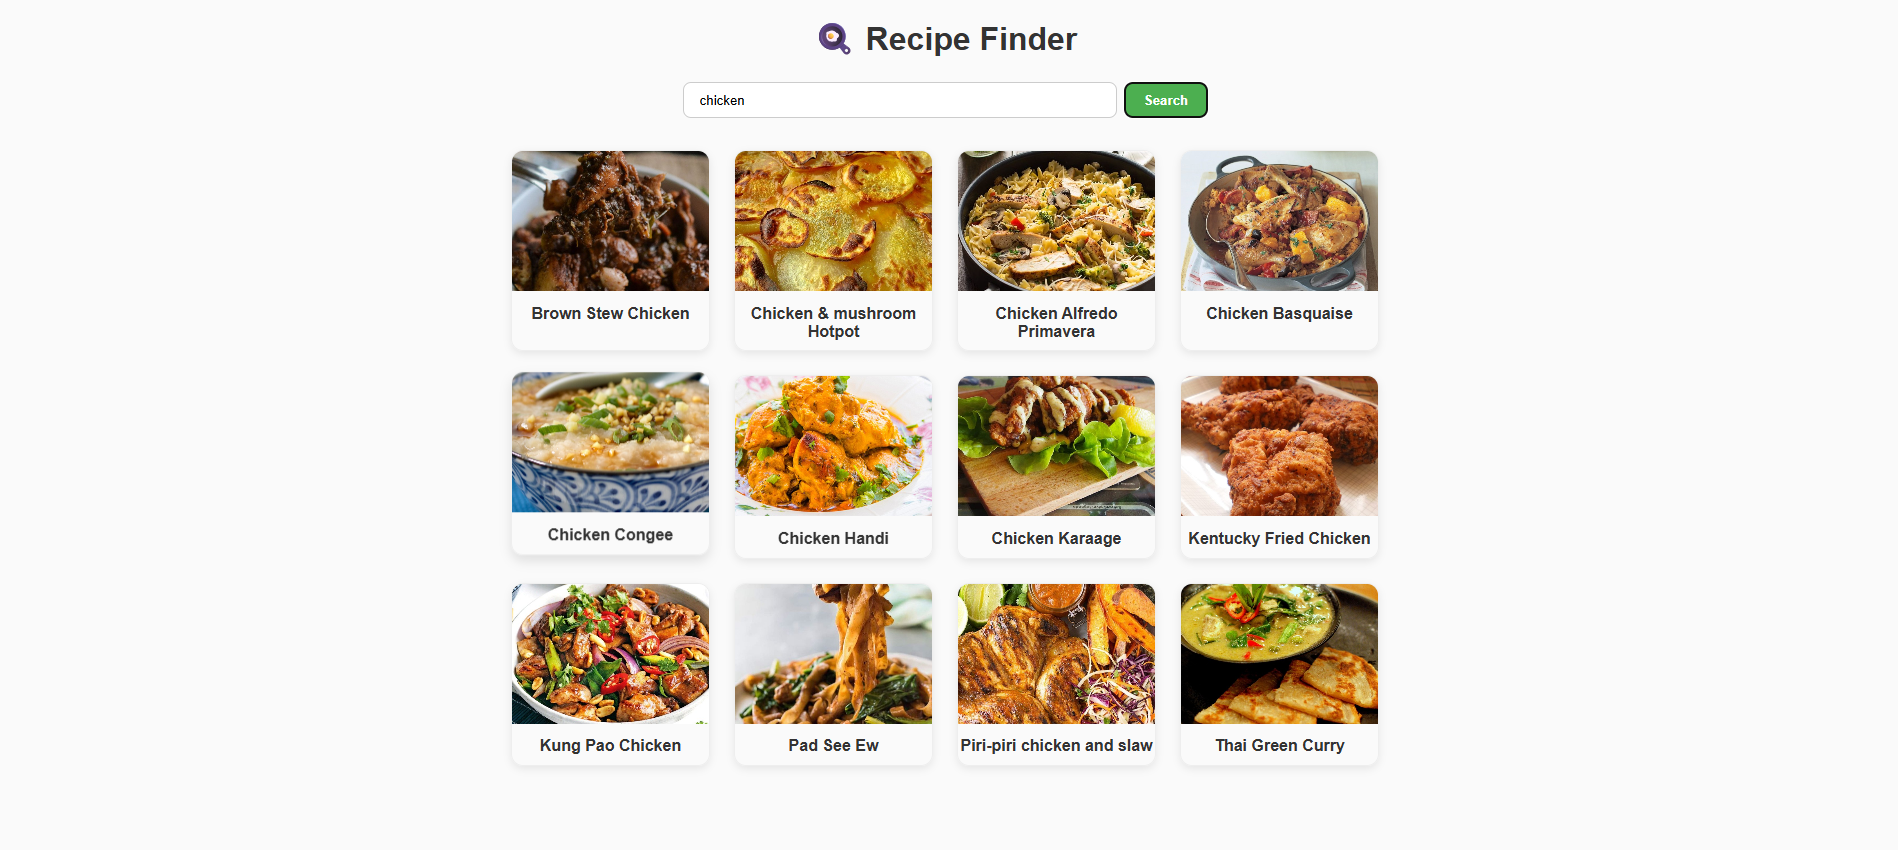 Recipe Finder
chicken
Search
Brown Stew Chicken
Chicken & mushroom
Hotpot
Chicken Alfredo
Primavera
Chicken Basquaise
Chicken Congee
Chicken Handi
Chicken Karaage
Kentucky Fried Chicken
Kung Pao Chicken
Pad See Ew
Piri-piri chicken and slaw
Thai Green Curry